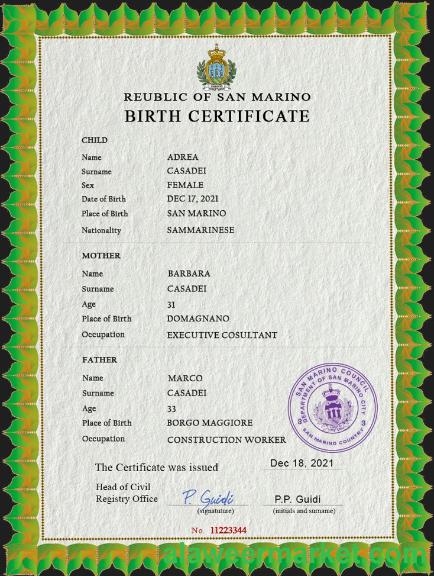 REUBLIC OF SAN MARINO
BIRTH CERTIFICATE
CHILD
Name ADREA
Surname CASADEI
Sex FEMALE
Date of Birth DEC 17, 2021
Place of Birth SAN MARINO
Nationality SAMMARINESE
MOTHER
Name BARBARA
Surname CASADEI
Age 31
Place of Birth DOMAGNANO
Occupation EXECUTIVE COSULTANT
FATHER
Name MARCO
Surname CASADEI
Age 33
Place of Birth BORGO MAGGIORE
Occupation CONSTRUCTION WORKER
SAN MARINO COUNCIL
DEPARTMENT OF SAN MARINO CITY
SAN MARINO COUNTRY
The Certificate was issued Dec 18, 2021
Head of Civil
Registry Office P. Guidi P.P. Guidi
(signatuture) (initials and surname)
No. 11223344